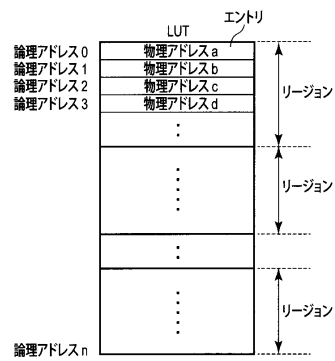 エントリ
LUT
論理アドレス0 物理アドレスa
論理アドレス1 物理アドレスb
論理アドレス2 物理アドレスc
論理アドレス3 物理アドレスd
リージョン
リージョン
リージョン
論理アドレスn